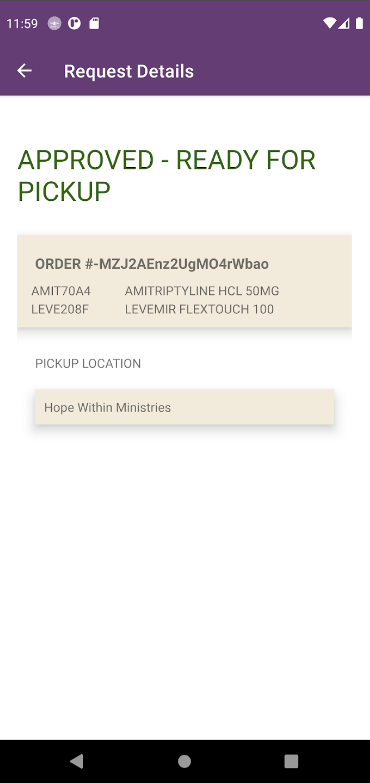 11:59
Request Details
APPROVED - READY FOR
PICKUP
ORDER #-MZJ2AEnz2UgMO4rWbao
AMIT70A4 AMITRIPTYLINE HCL 50MG
LEVE208F LEVEMIR FLEXTOUCH 100
PICKUP LOCATION
Hope Within Ministries